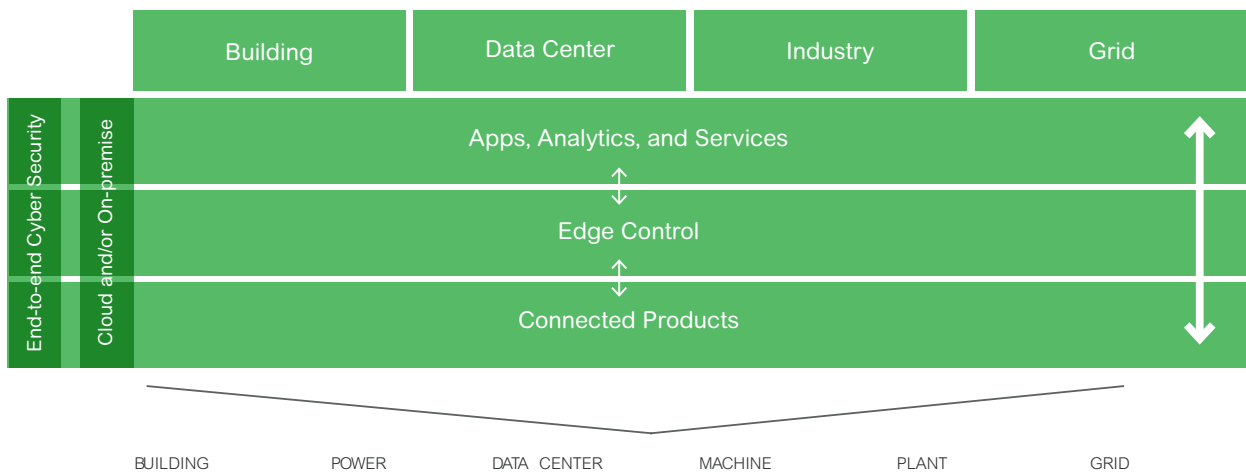 Building
Data Center
Industry
Grid
End-to-end Cyber Security
Cloud and/or On-premise
Apps, Analytics, and Services
Edge Control
Connected Products
BUILDING
POWER
DATA CENTER
MACHINE
PLANT
GRID